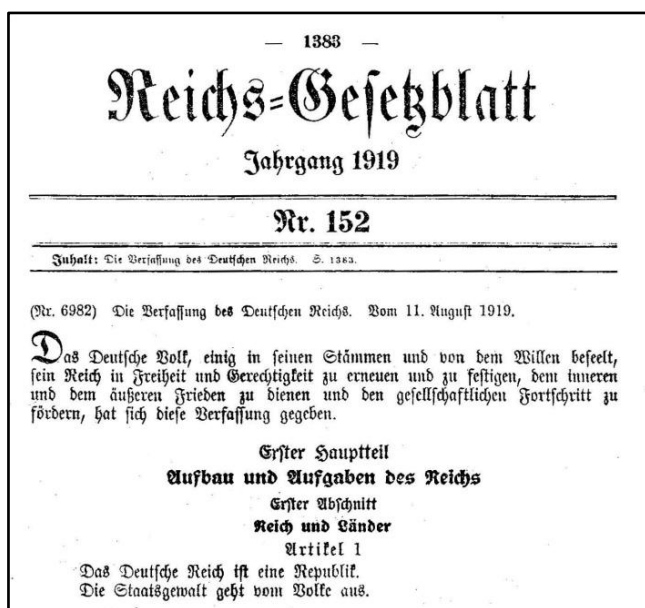 — 1383 —
Reichs-Gesetzblatt
Jahrgang 1919
Nr. 152
Inhalt: Die Verfassung des Deutschen Reichs. S. 1383.
(Nr. 6982) Die Verfassung des Deutschen Reichs. Vom 11. August 1919.
Das Deutsche Volk, einig in seinen Stämmen und von dem Willen beseelt,
sein Reich in Freiheit und Gerechtigkeit zu erneuen und zu festigen, dem inneren
und dem äußeren Frieden zu dienen und den gesellschaftlichen Fortschritt zu
fördern, hat sich diese Verfassung gegeben.
Erster Hauptteil
Aufbau und Aufgaben des Reichs
Erster Abschnitt
Reich und Länder
Artikel 1
Das Deutsche Reich ist eine Republik.
Die Staatsgewalt geht vom Volke aus.